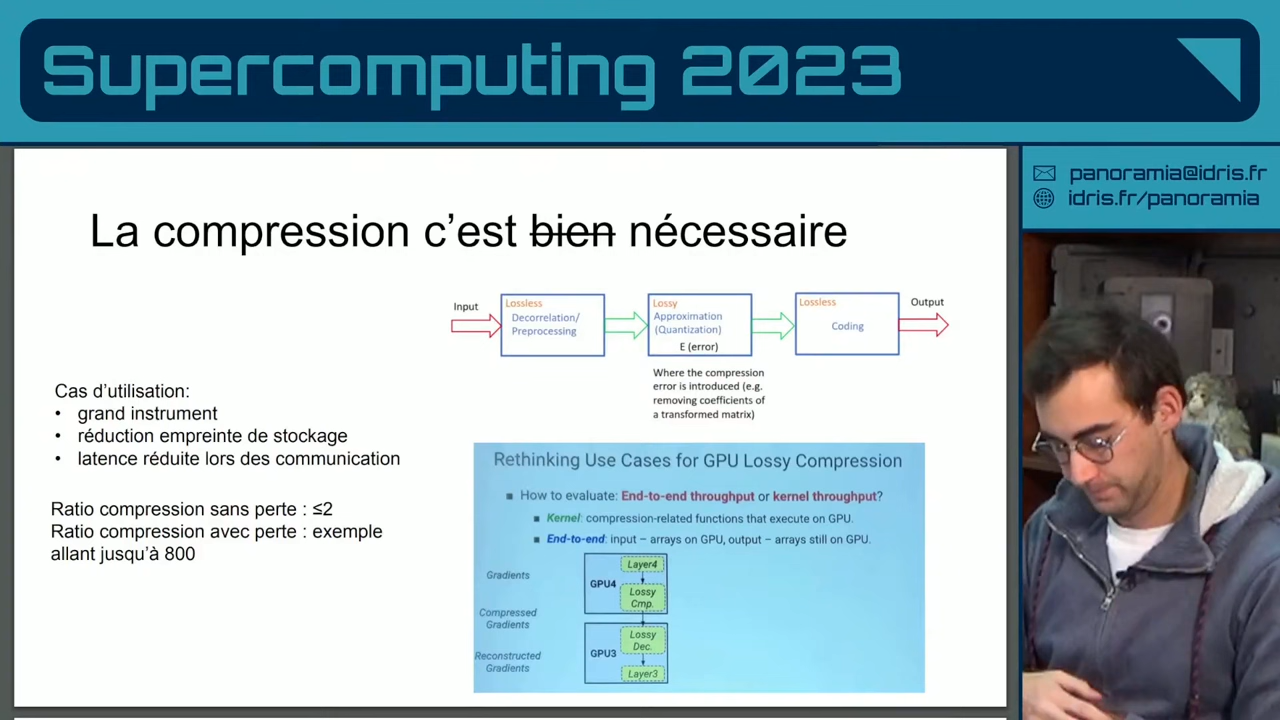 Supercomputing 2023
panoramia@idris.fr
idris.fr/panoramia
La compression c’est bien nécessaire
Input
Lossless
Decorrelation/
Preprocessing
Lossy
Approximation
(Quantization)
E (error)
Lossless
Coding
Output
Where the compression
error is introduced (e.g.
removing coefficients of
a transformed matrix)
Cas d’utilisation:
• grand instrument
• réduction empreinte de stockage
• latence réduite lors des communication
Ratio compression sans perte : ≤2
Ratio compression avec perte : exemple
allant jusqu’à 800
Rethinking Use Cases for GPU Lossy Compression
▪ How to evaluate: End-to-end throughput or kernel throughput?
▪ Kernel: compression-related functions that execute on GPU.
▪ End-to-end: input – arrays on GPU, output – arrays still on GPU.
Gradients
GPU4
Layer4
Lossy
Cmp.
Compressed
Gradients
GPU3
Lossy
Dec.
Layer3
Reconstructed
Gradients